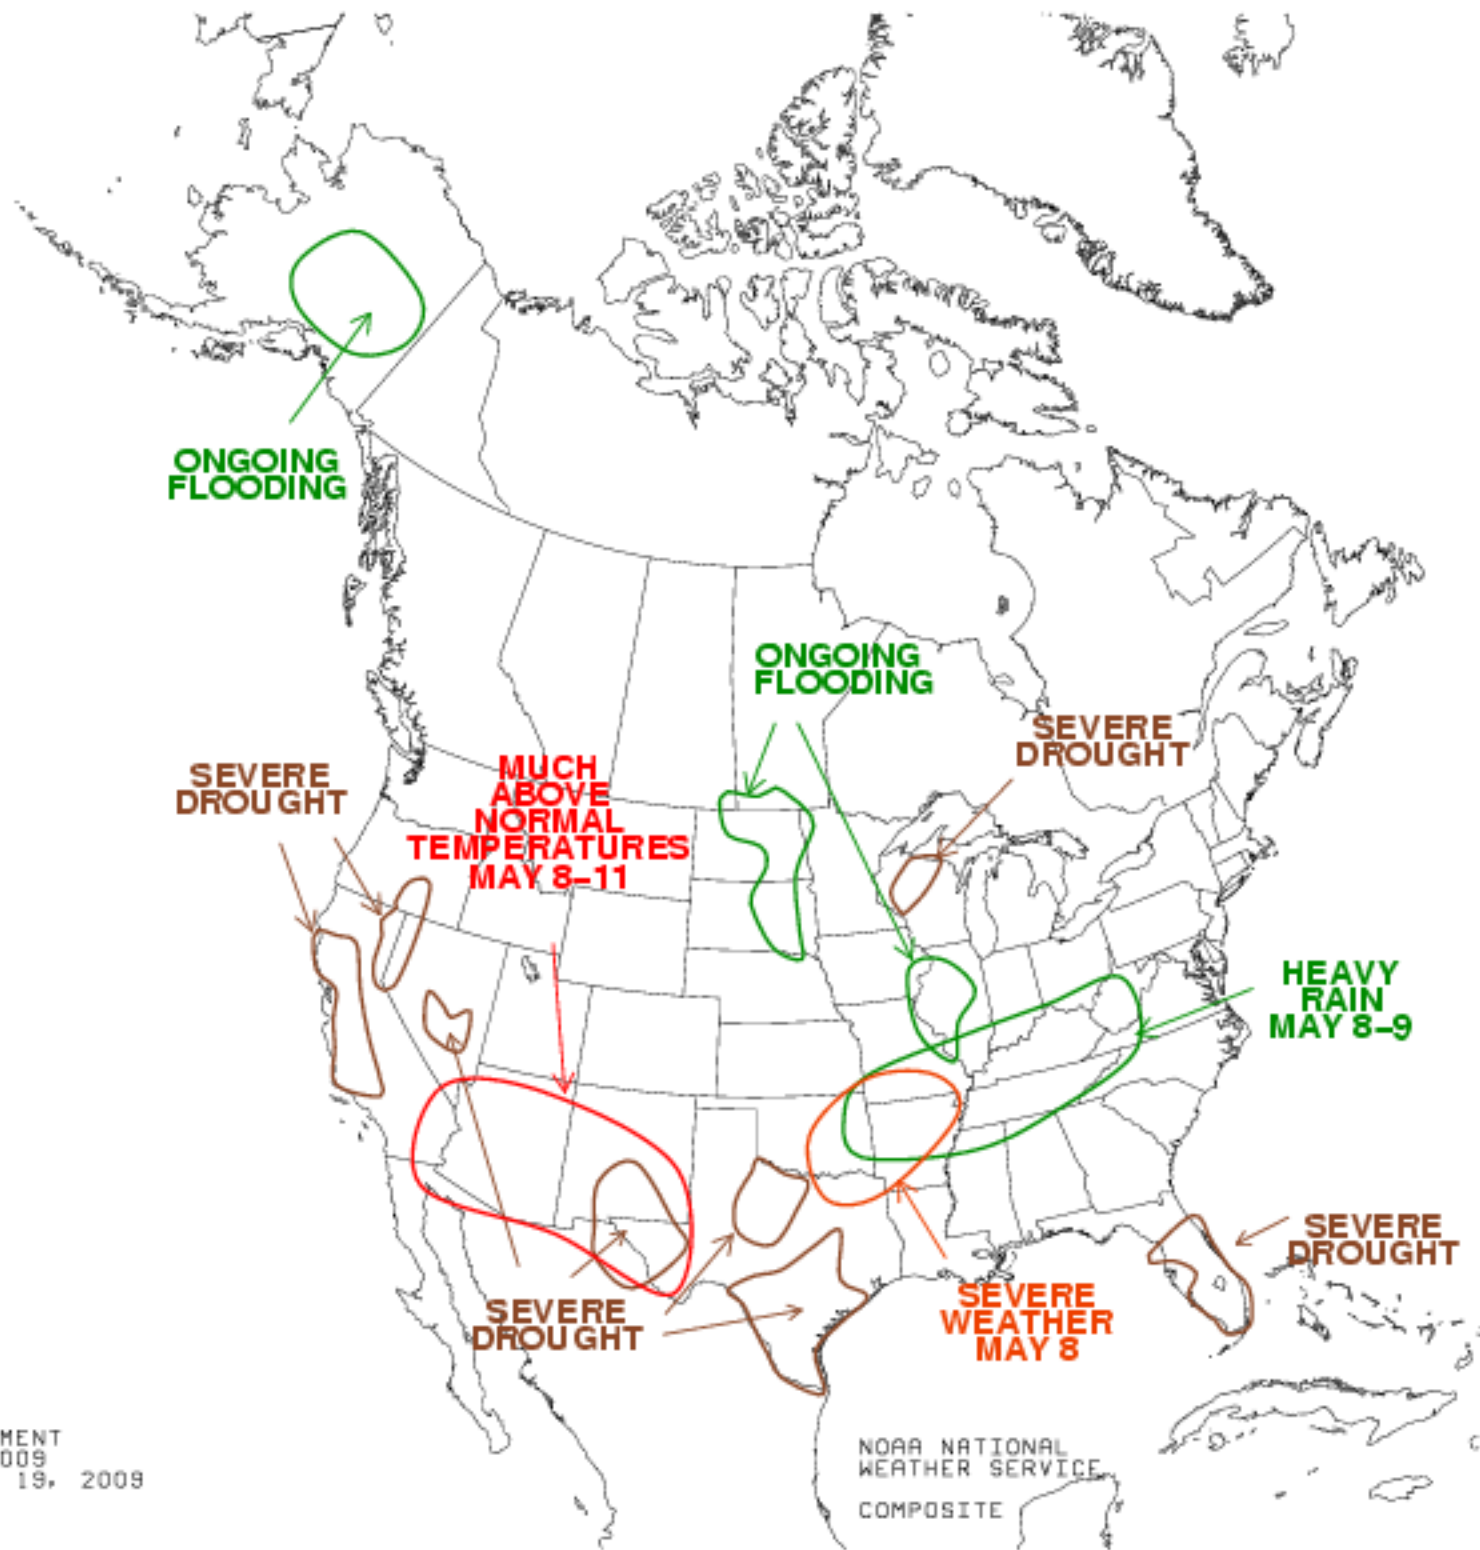 ONGOING
FLOODING
ONGOING
FLOODING
SEVERE
DROUGHT
SEVERE
DROUGHT
MUCH
ABOVE
NORMAL
TEMPERATURES
MAY 8-11
HEAVY
RAIN
MAY 8-9
SEVERE
DROUGHT
SEVERE
DROUGHT
SEVERE
WEATHER
MAY 8
MENT
009
19, 2009
NOAA NATIONAL
WEATHER SERVICE
COMPOSITE